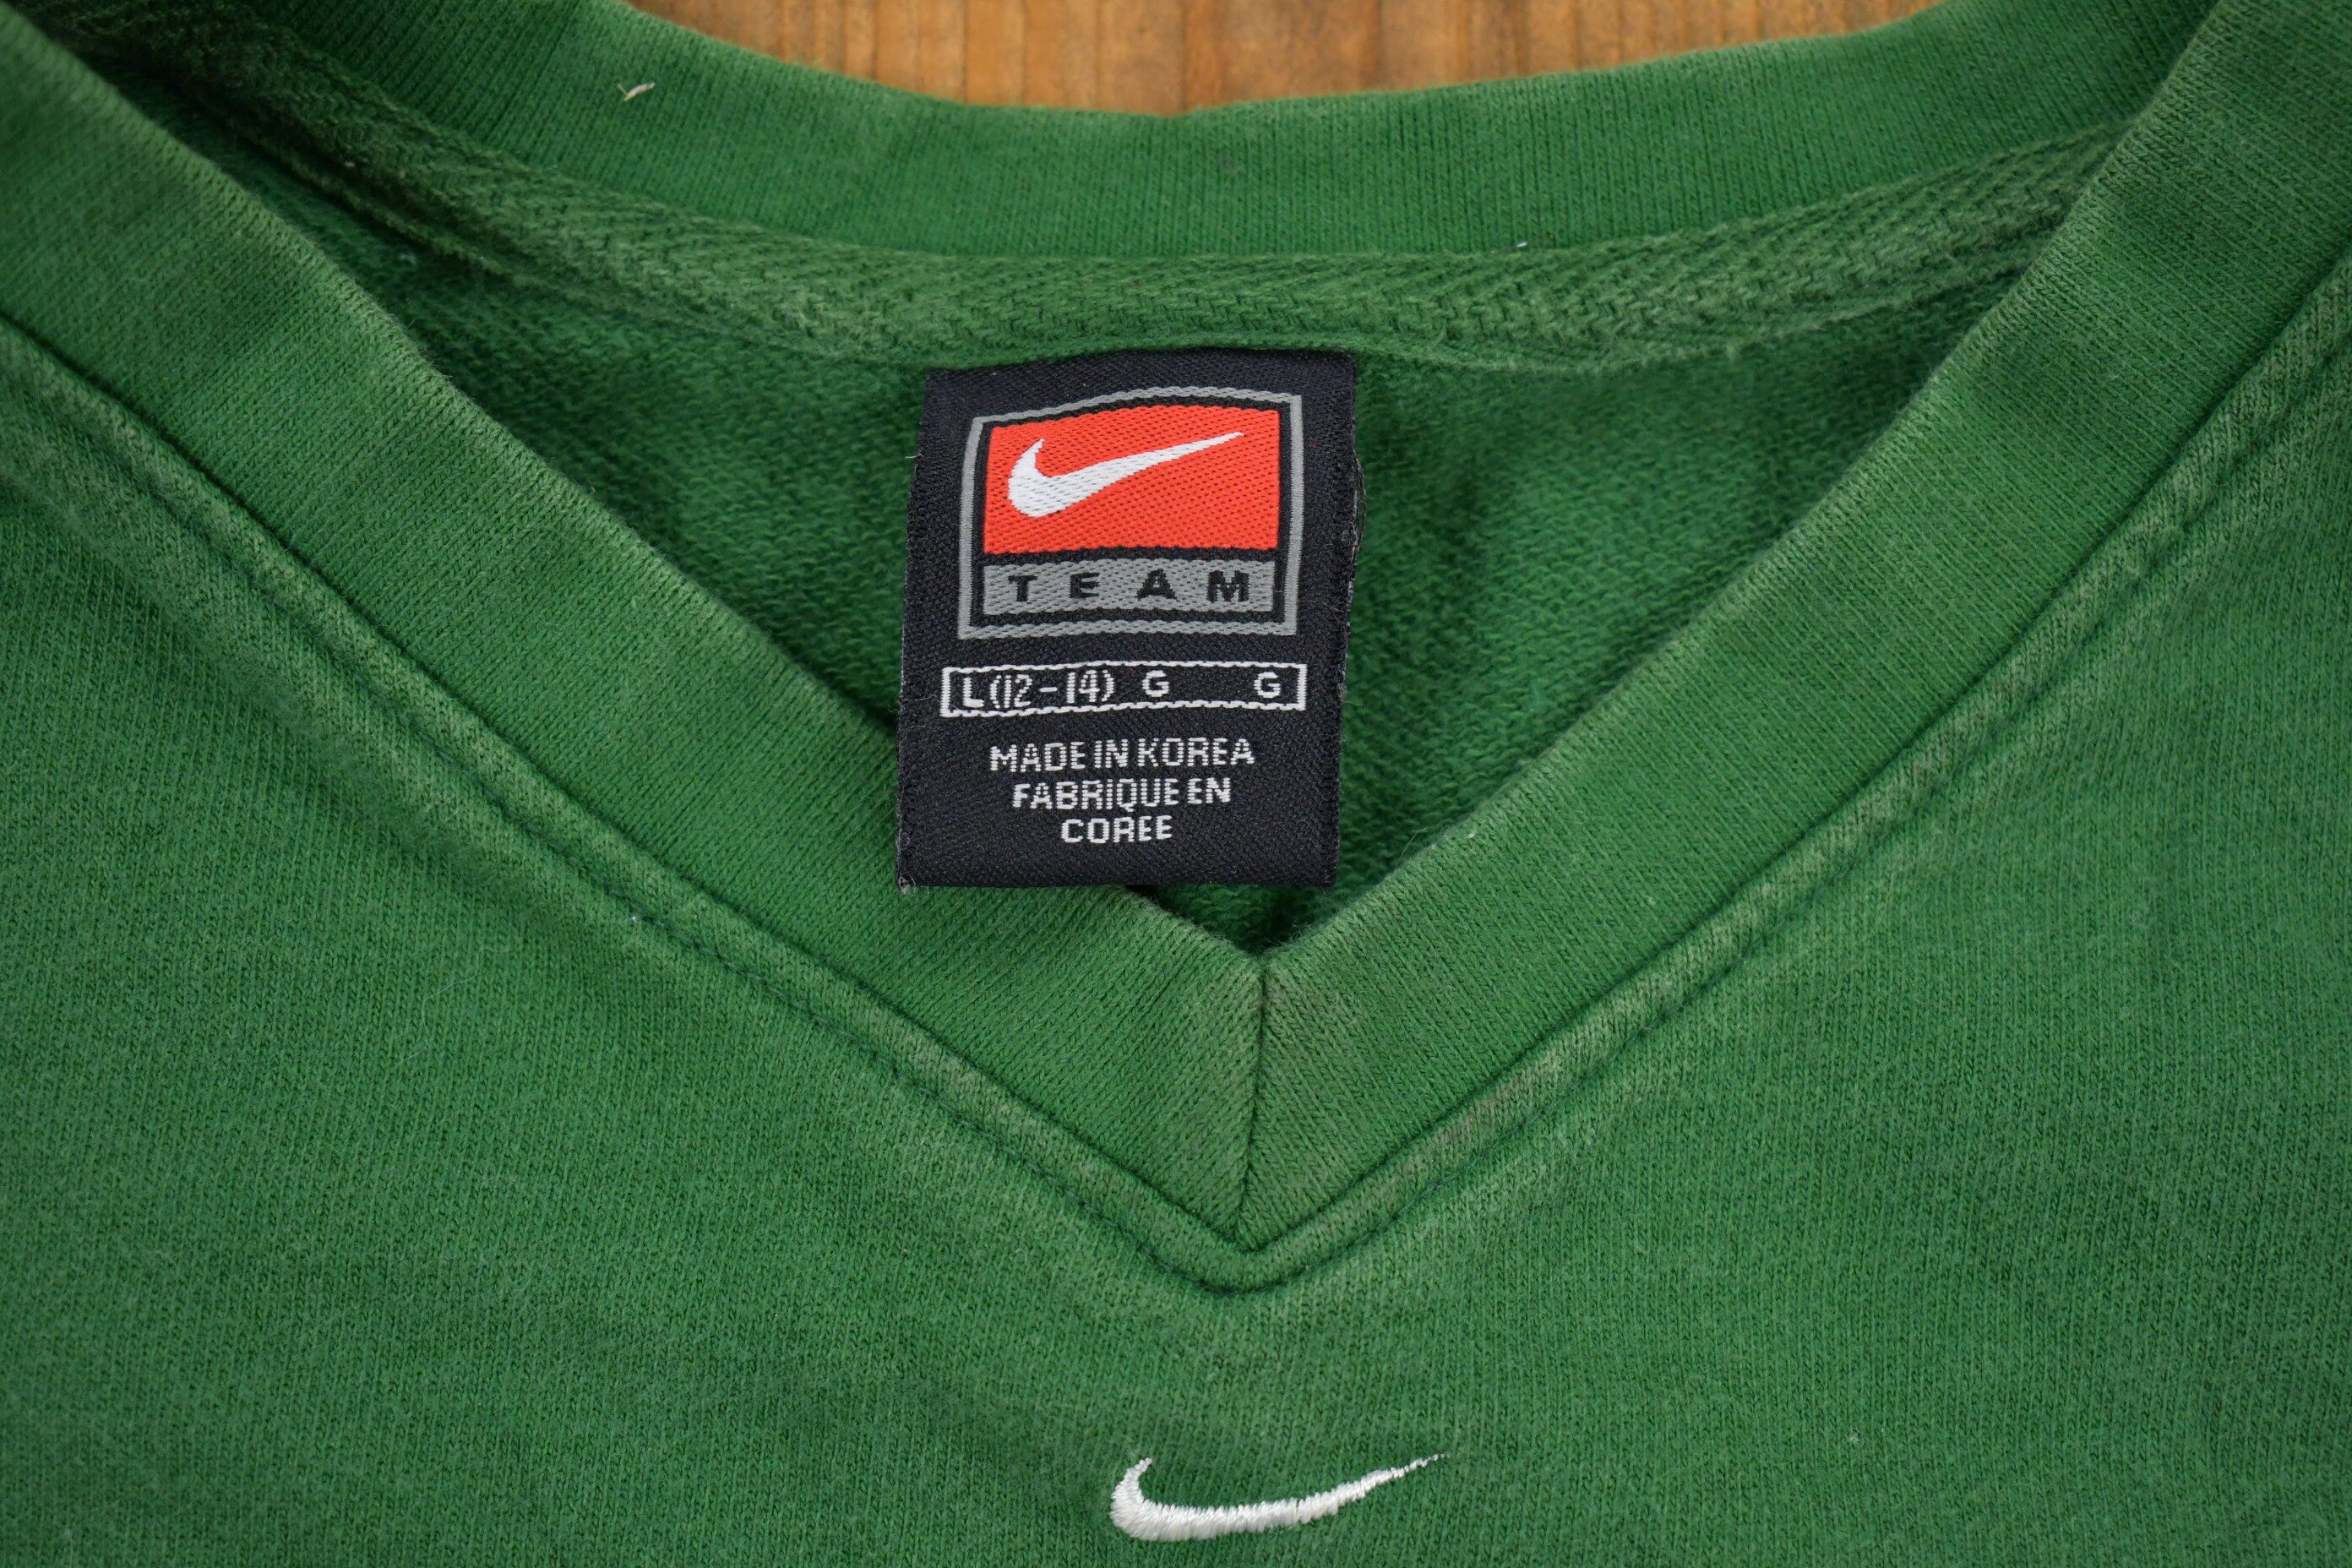 TEAM
L(12-14) G G
MADE IN KOREA
FABRIQUE EN
COREE